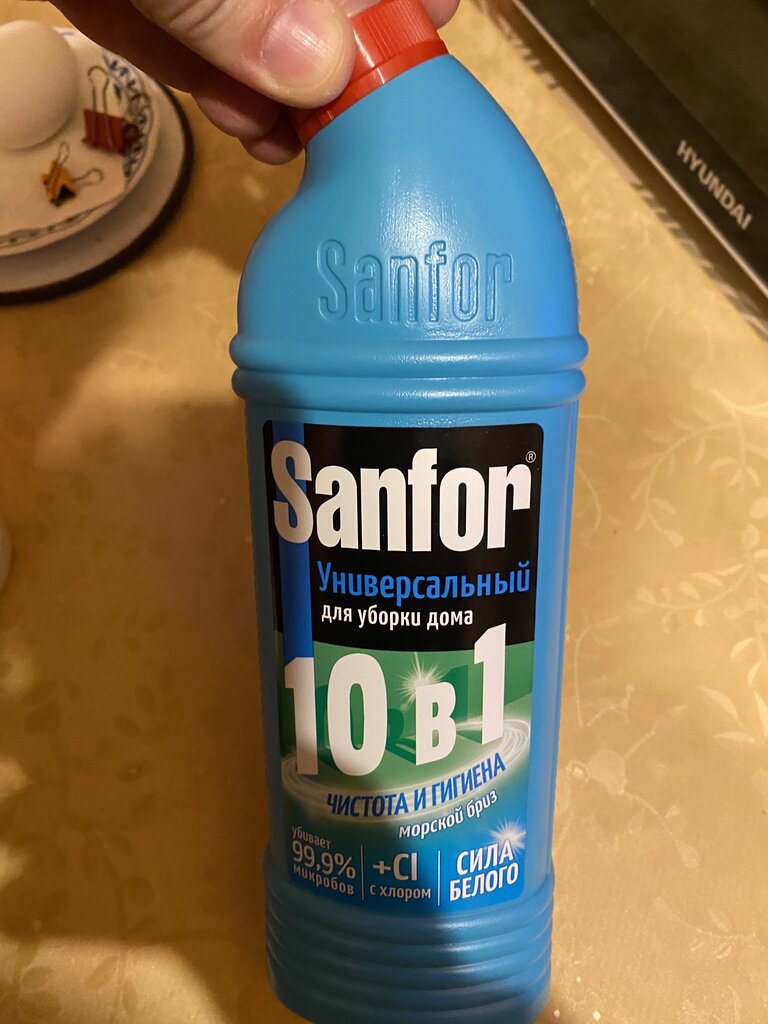 HYUNDAI
Sanfor
Sanfor®
Универсальный
для уборки дома
10 в 1
ЧИСТОТА И ГИГИЕНА
морской бриз
убивает
99,9%
микробов
+Cl
с хлором
СИЛА
БЕЛОГО